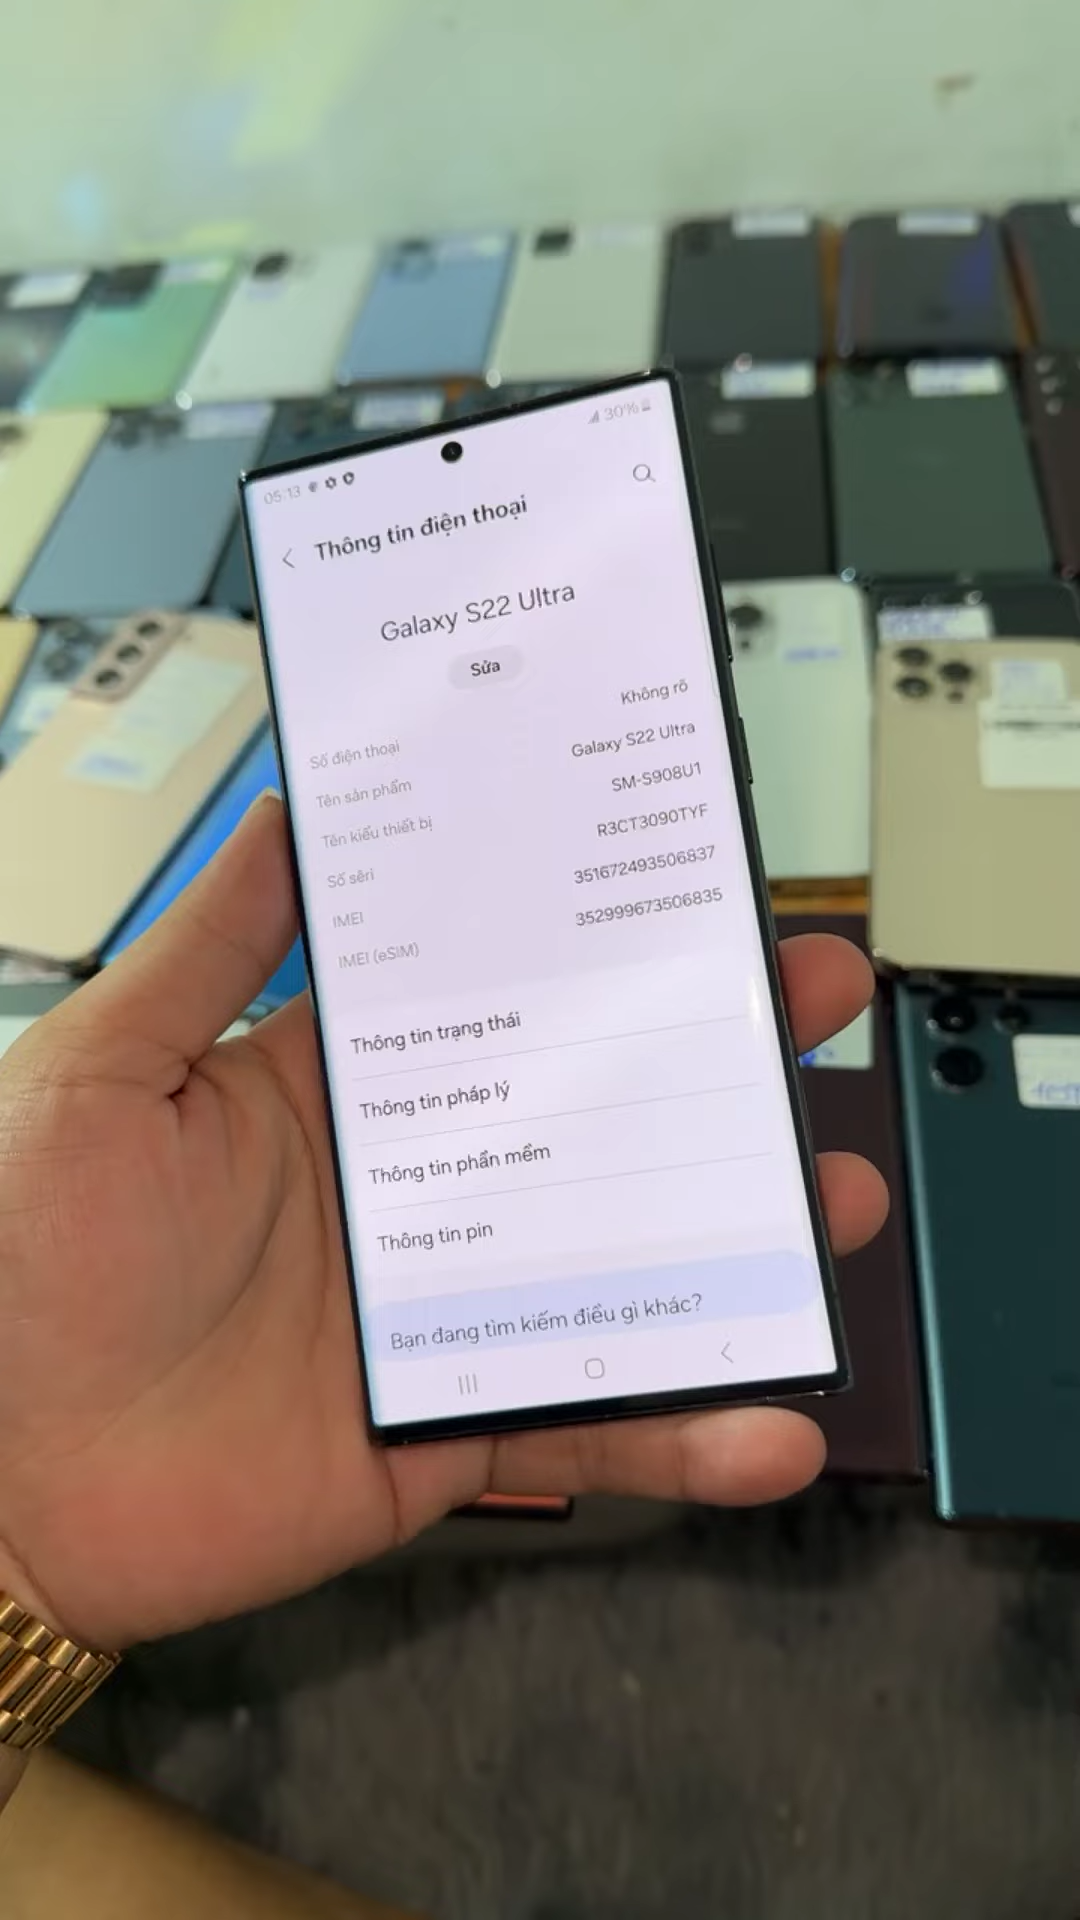 05:13
30%
Thông tin điện thoại
Galaxy S22 Ultra
Sửa
Số điện thoại Không rõ
Tên sản phẩm Galaxy S22 Ultra
Tên kiểu thiết bị SM-S908U1
Số sêri R3CT3090TYF
IMEI 351672493506837
IMEI (eSIM) 352999673506835
Thông tin trạng thái
Thông tin pháp lý
Thông tin phần mềm
Thông tin pin
Bạn đang tìm kiếm điều gì khác?